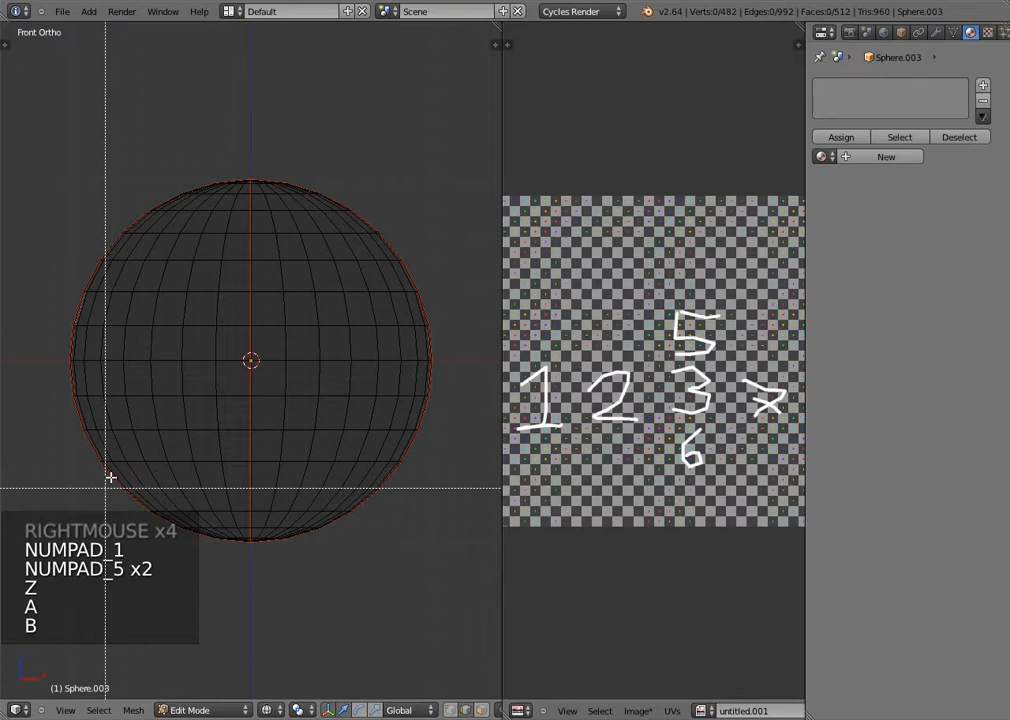 File Add Render Window Help Default Scene Cycles Render v2.64 | Verts:0/482 | Edges:0/992 | Faces:0/512 | Tris:960 | Sphere.003
Front Ortho
Sphere.003
Assign Select Deselect
New
5
1 2 3 x
6
RIGHTMOUSE x4
NUMPAD_1
NUMPAD_5 x2
Z
A
B
(1) Sphere.003
View Select Mesh Edit Mode Global View Select Image* UVs untitled.001